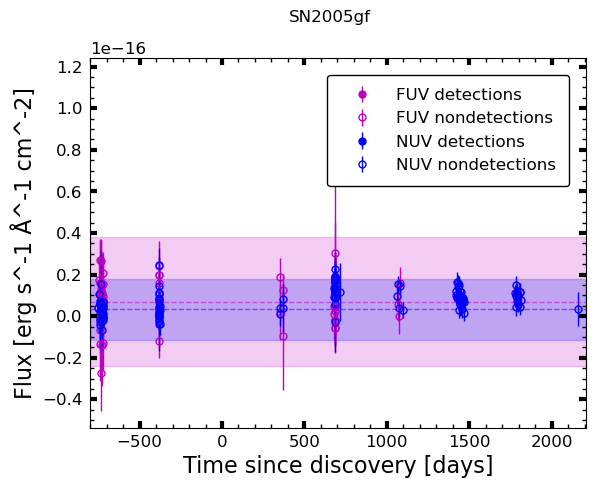 SN2005gf
1e−16
1.2
1.0
0.8
0.6
0.4
0.2
0.0
−0.2
−0.4
Flux [erg s^-1 Å^-1 cm^-2]
FUV detections
FUV nondetections
NUV detections
NUV nondetections
−500 0 500 1000 1500 2000
Time since discovery [days]